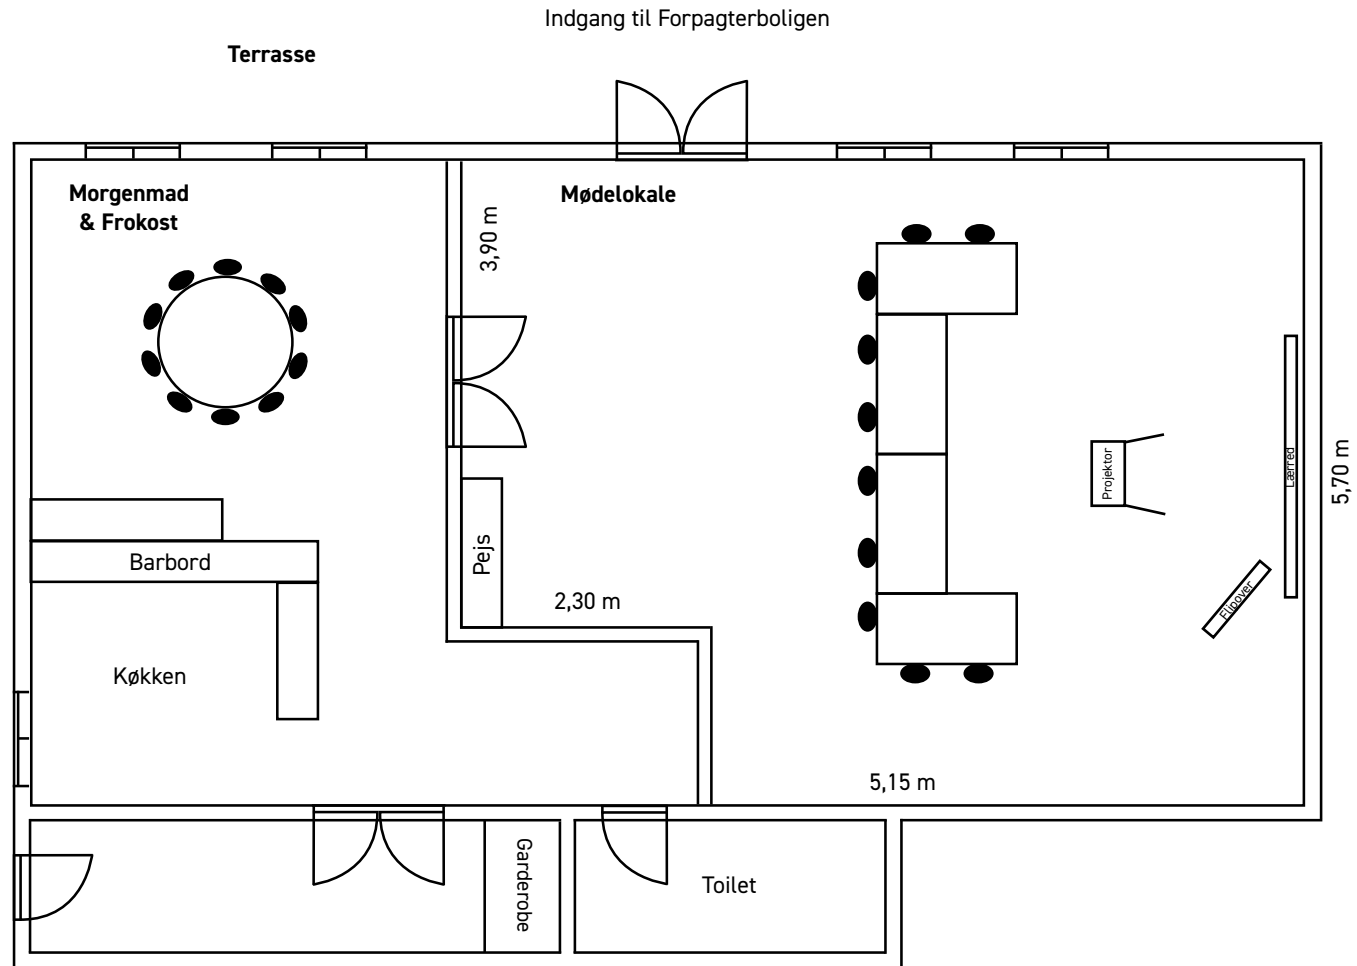 Indgang til Forpagterboligen
Terrasse
Morgenmad
& Frokost
Mødelokale
3,90 m
Projektor
Lærred
5,70 m
Barbord
Pejs
Flipover
2,30 m
Køkken
5,15 m
Garderobe
Toilet